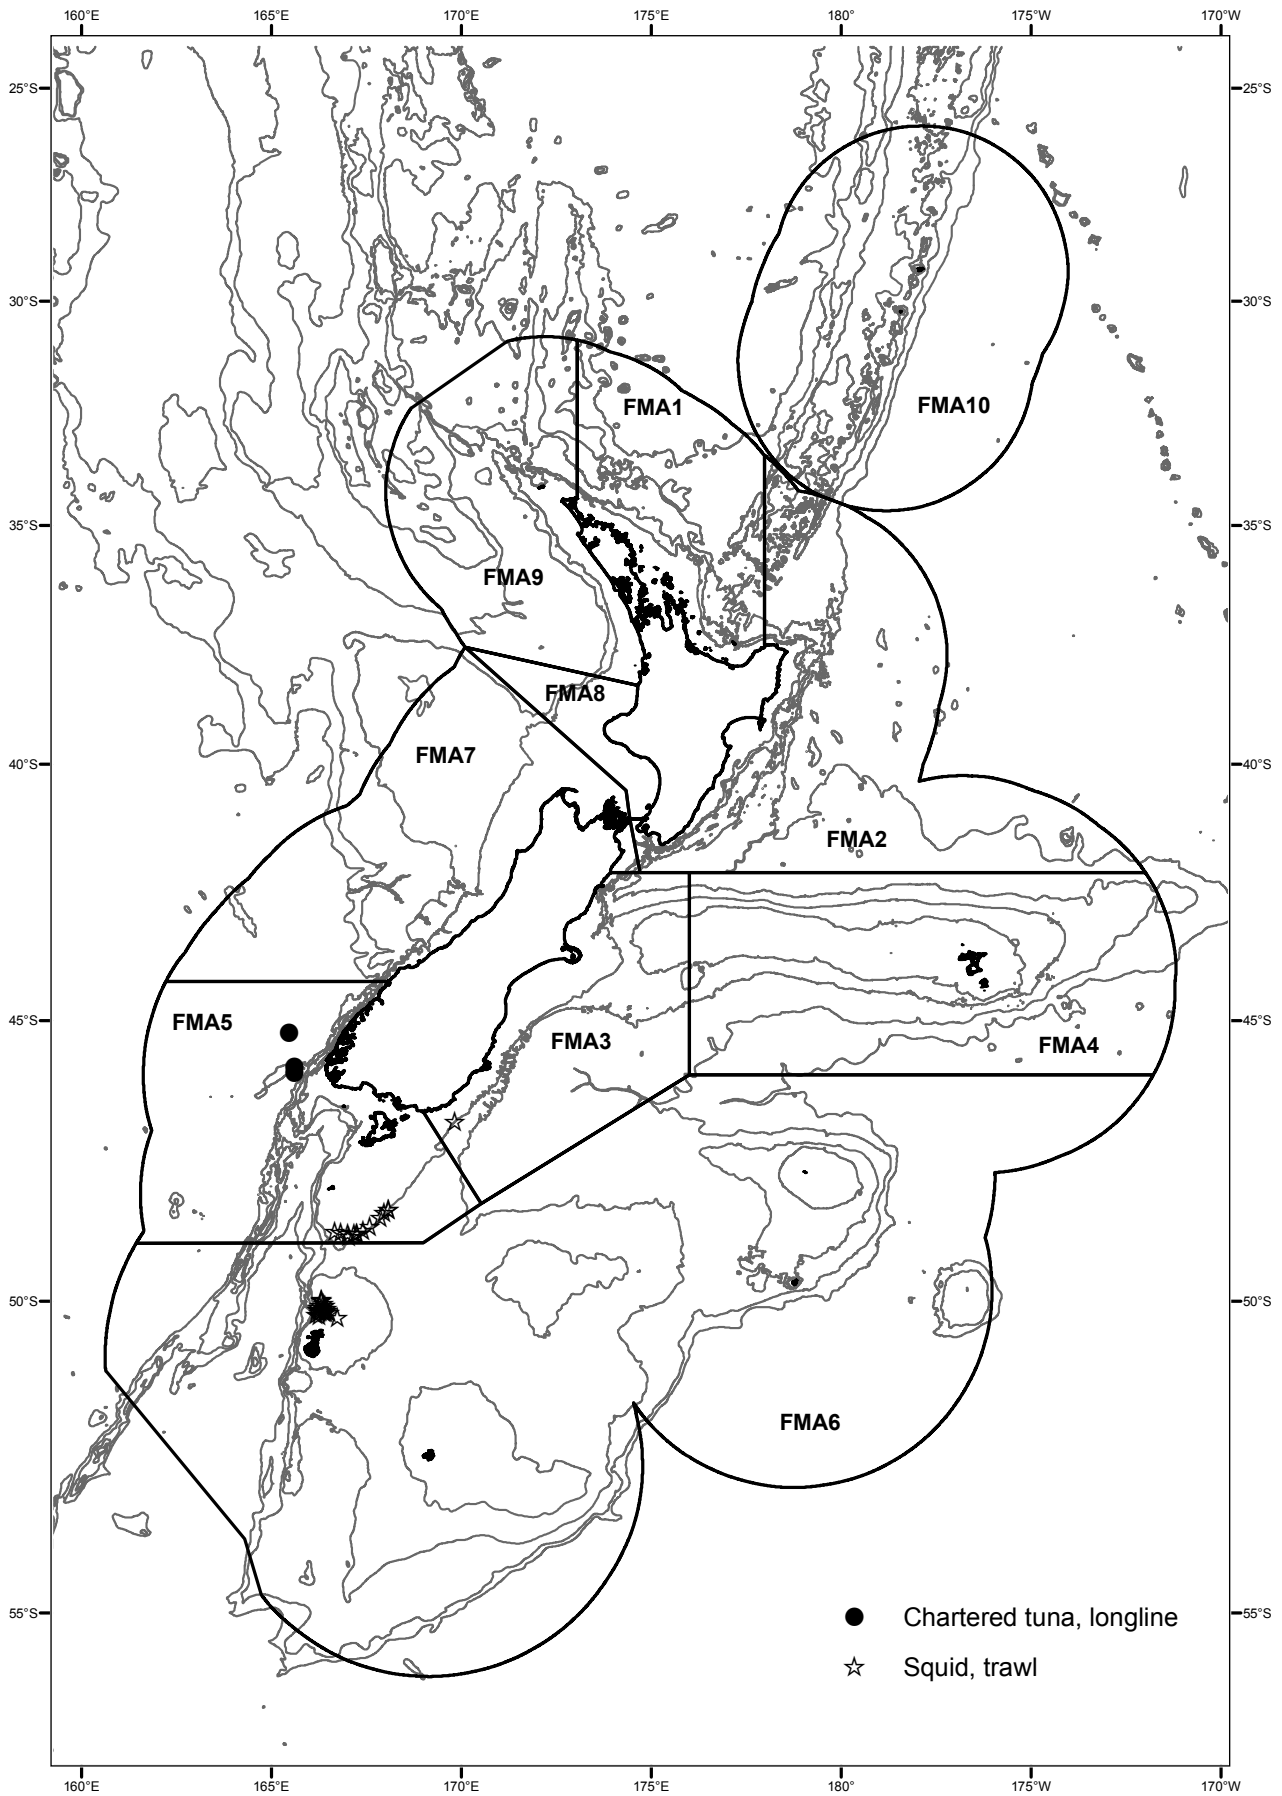 160°E 165°E 170°E 175°E 180° 175°W 170°W
25°S 25°S
30°S 30°S
FMA1 FMA10
35°S 35°S
FMA9
FMA8
FMA7
40°S 40°S
FMA2
FMA5
45°S 45°S
FMA3 FMA4
50°S 50°S
FMA6
55°S 55°S
Chartered tuna, longline
Squid, trawl
160°E 165°E 170°E 175°E 180° 175°W 170°W